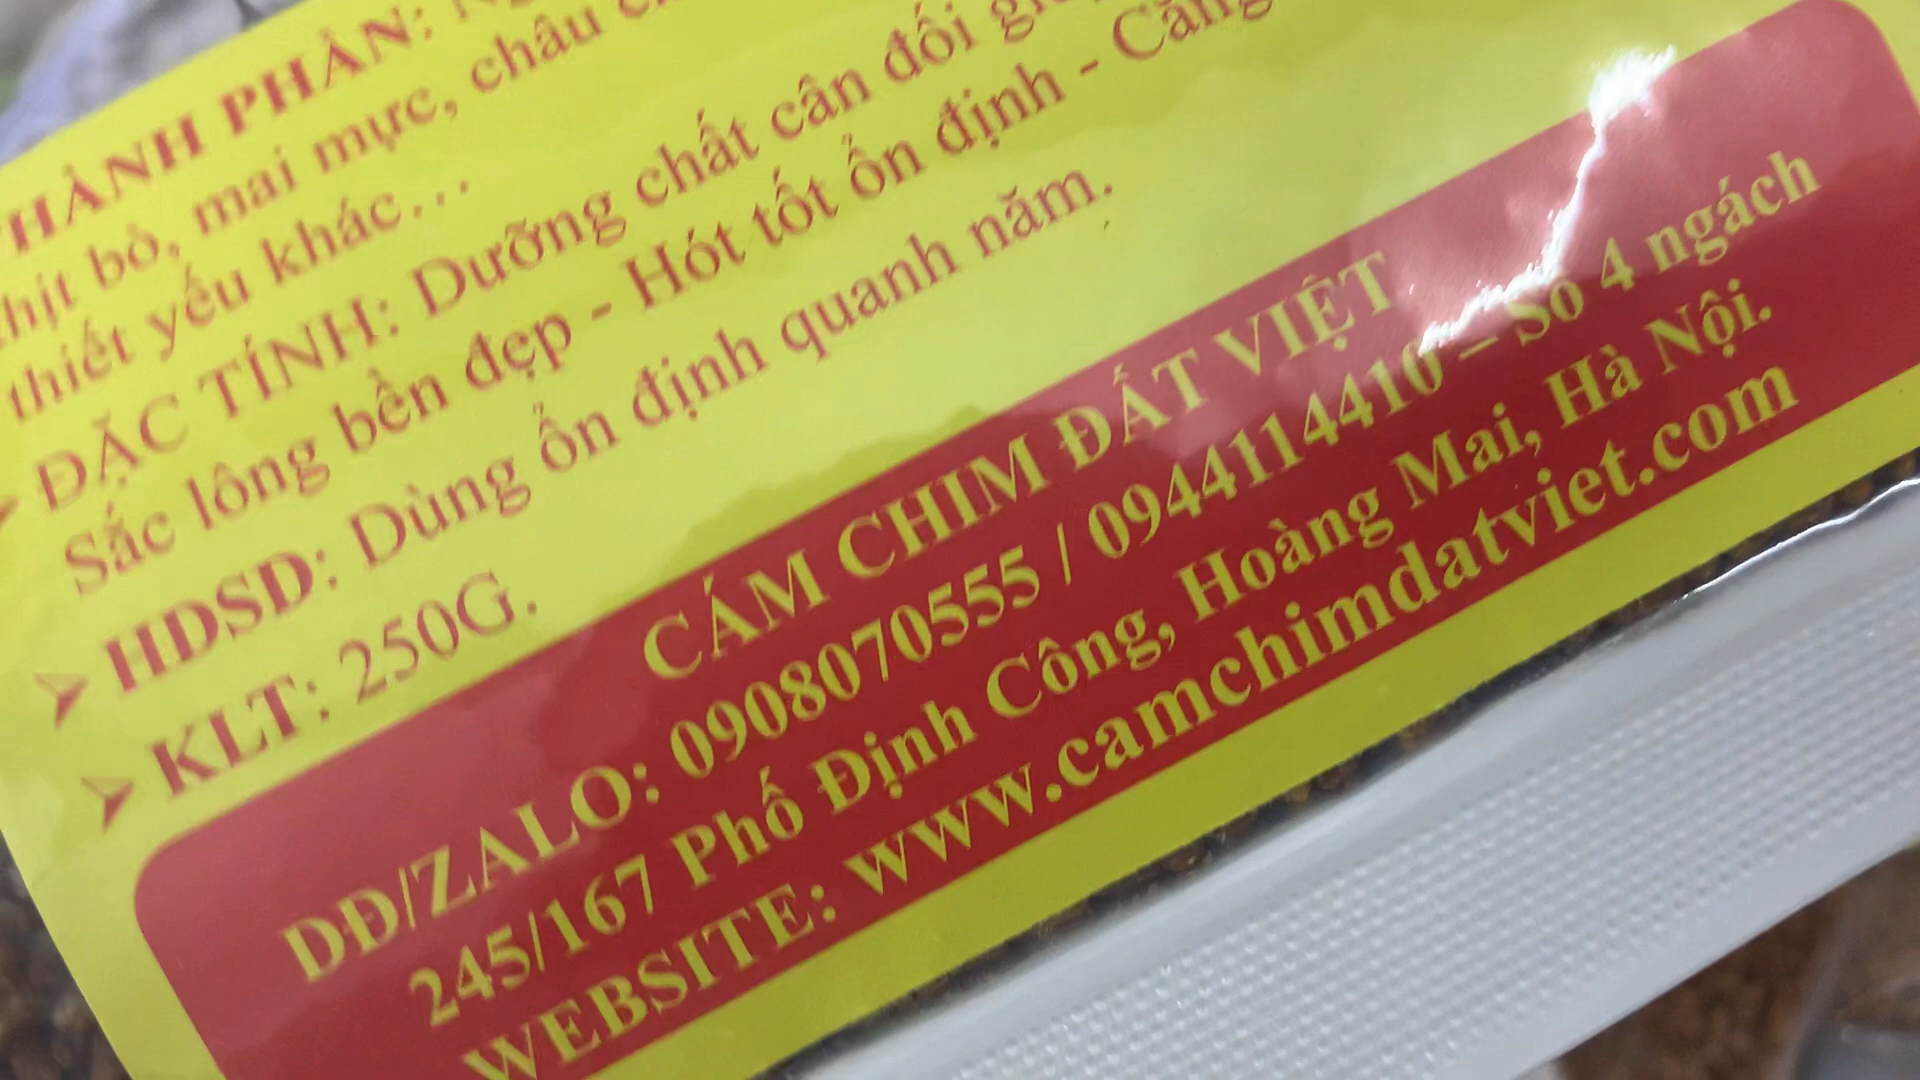 THÀNH PHẦN:
thịt bò, mai mực, châu
thiết yếu khác...
ĐẶC TÍNH: Dưỡng chất cân đối
Sắc lông bền đẹp - Hót tốt ổn định - Căng
HDSD: Dùng ổn định quanh năm.
KLT: 250G.
CÁM CHIM ĐẤT VIỆT
DĐ/ZALO: 0908070555 / 0944114410 – Số 4 ngách
245/167 Phố Định Công, Hoàng Mai, Hà Nội.
WEBSITE: www.camchimdatviet.com